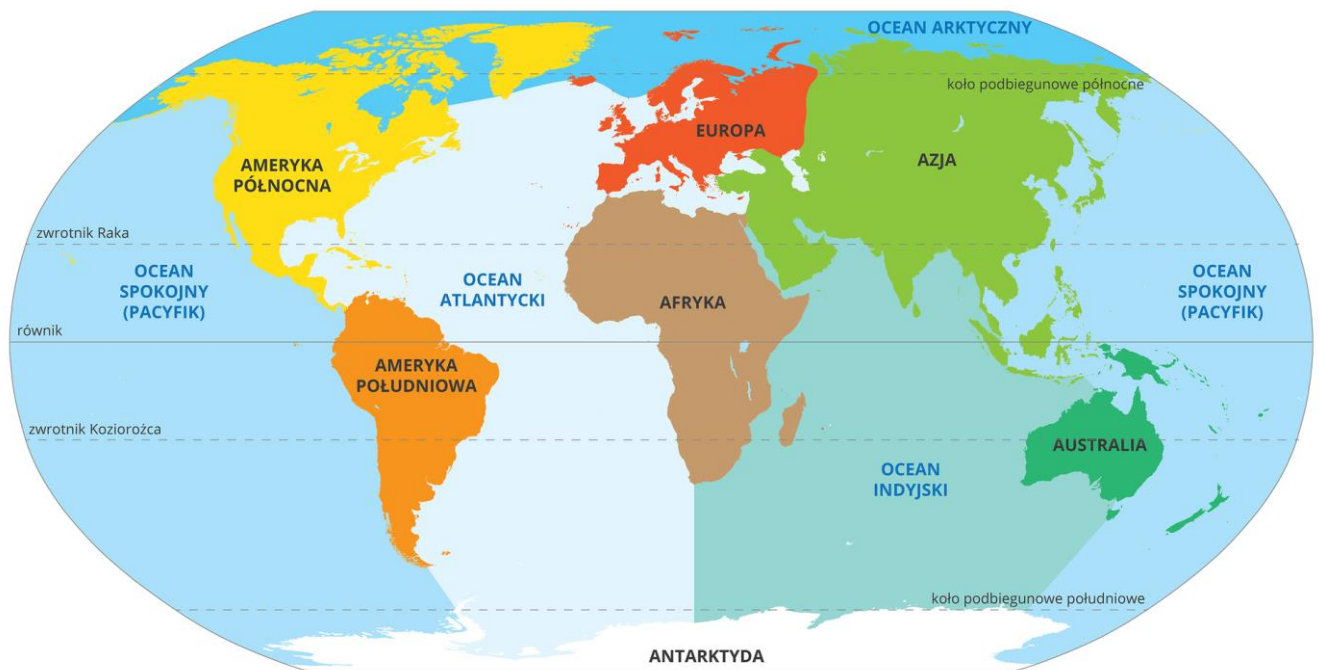 OCEAN ARKTYCZNY
koło podbiegunowe północne
EUROPA
AZJA
AMERYKA
PÓŁNOCNA
zwrotnik Raka
OCEAN
SPOKOJNY
(PACYFIK)
OCEAN
ATLANTYCKI
AFRYKA
OCEAN
SPOKOJNY
(PACYFIK)
równik
AMERYKA
POŁUDNIOWA
zwrotnik Koziorożca
AUSTRALIA
OCEAN
INDYJSKI
koło podbiegunowe południowe
ANTARKTYDA